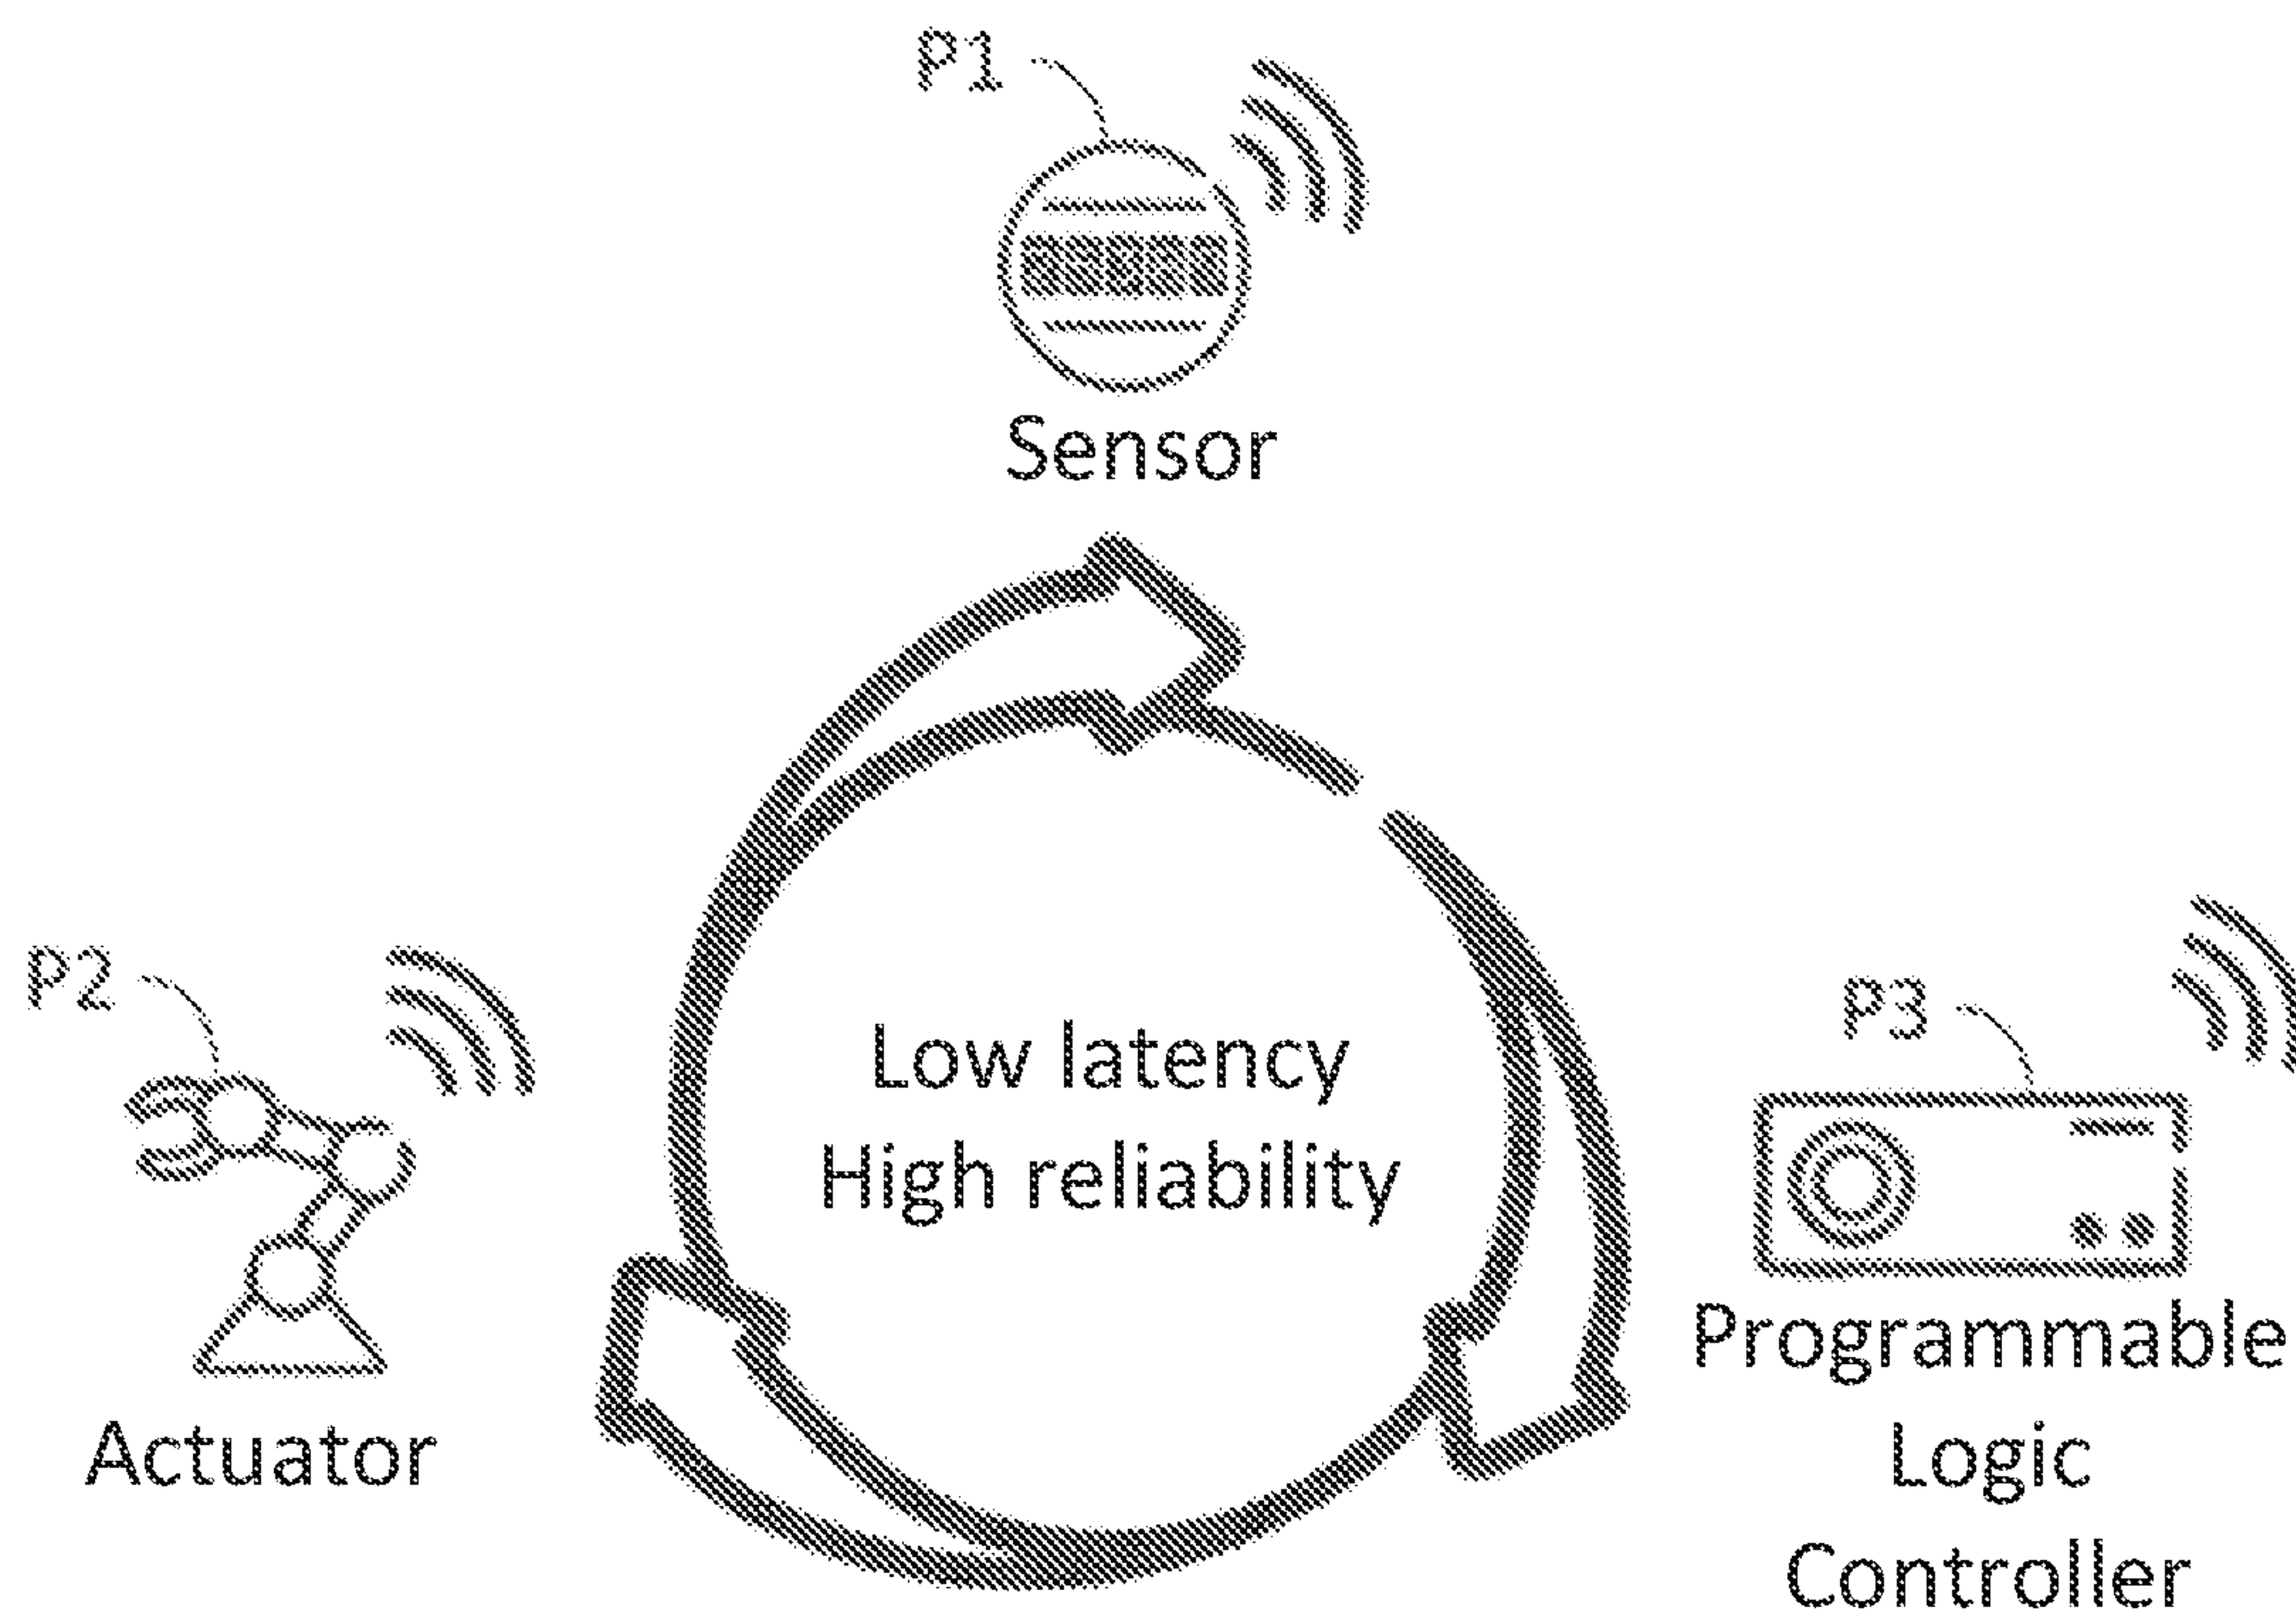 P1
Sensor
P2
Low latency
High reliability
P3
Actuator
Programmable
Logic
Controller